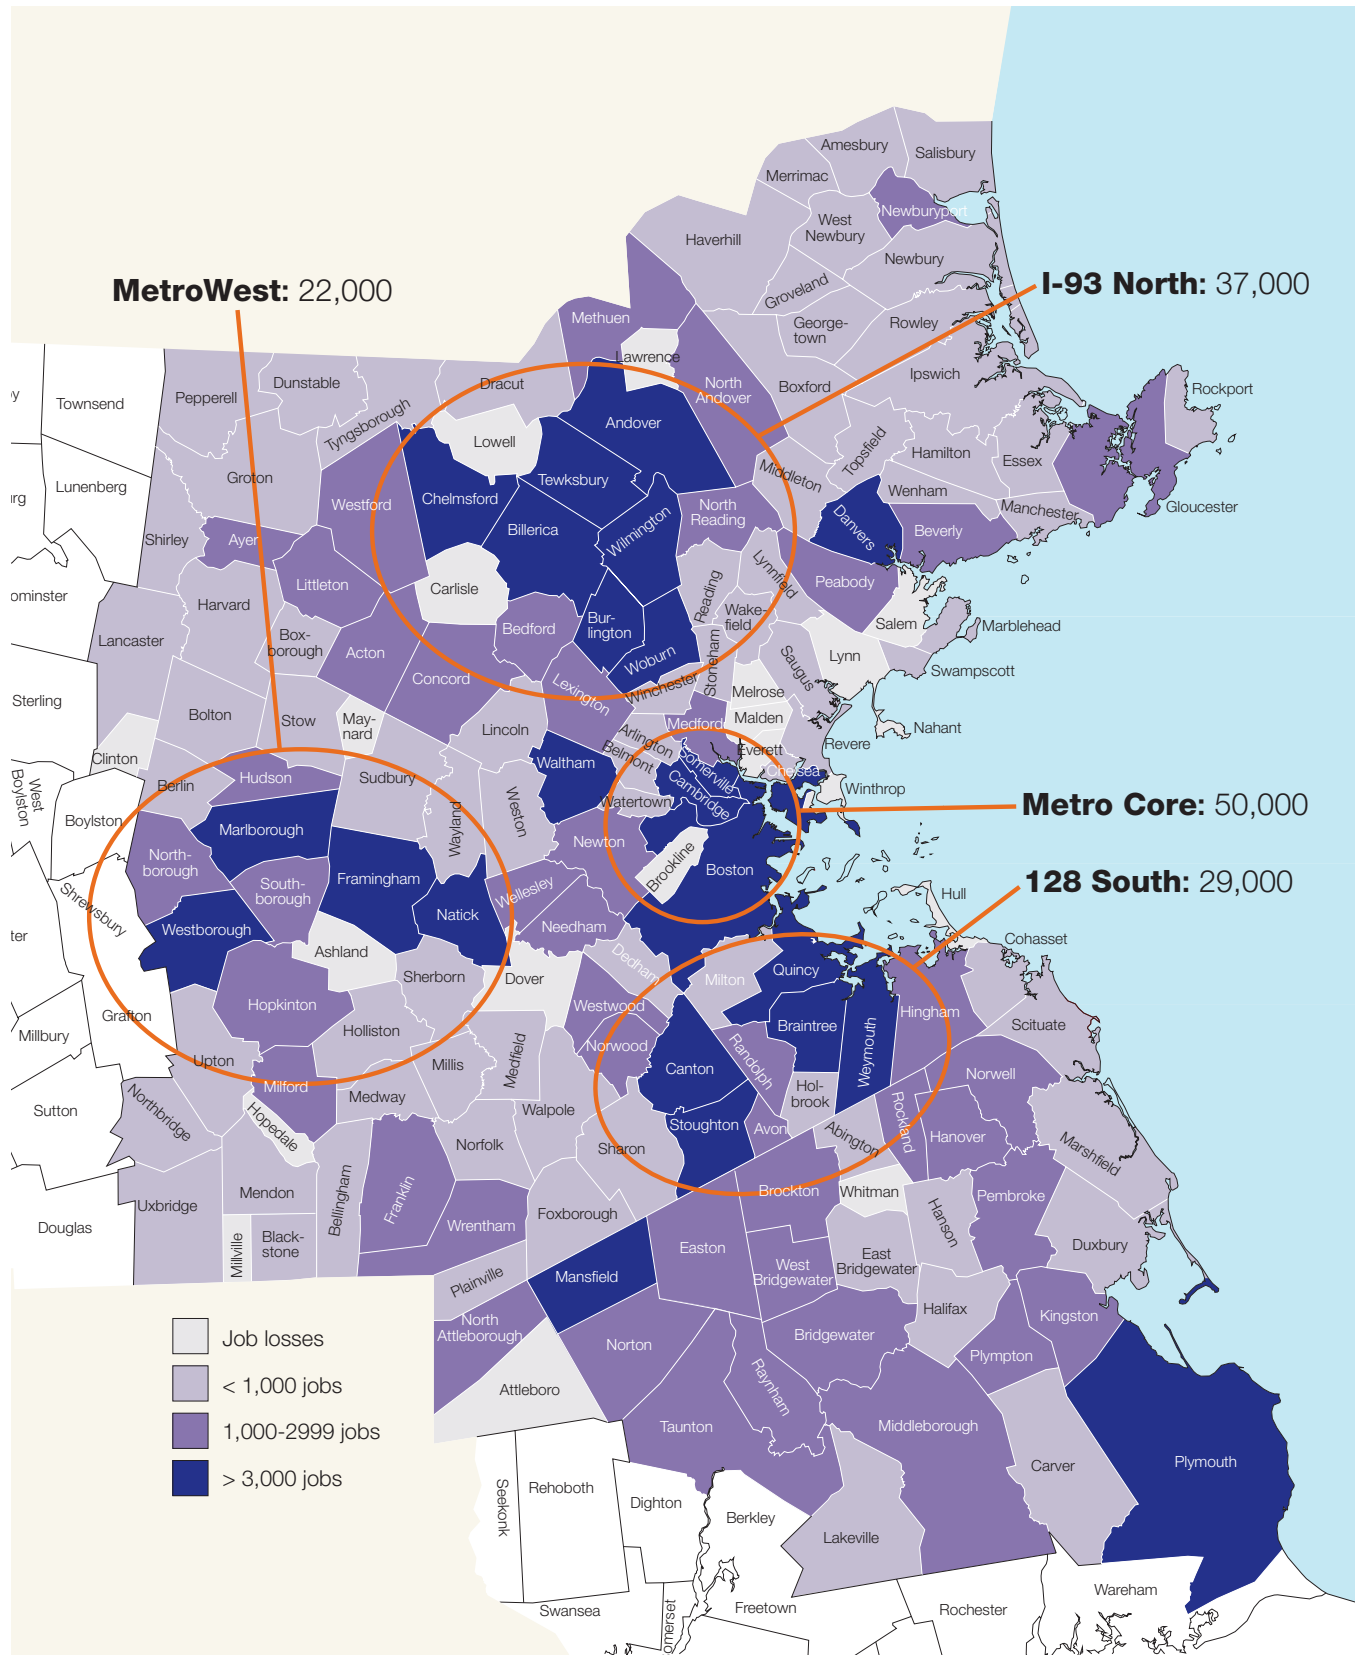 Amesbury
Salisbury
Merrimac
Newburyport
West
Newbury
Haverhill
Newbury
MetroWest: 22,000
I-93 North: 37,000
Groveland
Methuen
George-
town
Rowley
Lawrence
Dunstable
Dracut
North
Andover
Boxford
Ipswich
Rockport
Pepperell
Townsend
Tyngsborough
Andover
Lowell
Topsfield
Hamilton
Essex
Groton
Middleton
Lunenberg
Tewksbury
Wenham
Westford
Chelmsford
North
Reading
Manchester
Gloucester
Billerica
Wilmington
Danvers
Beverly
Shirley
Ayer
Littleton
Carlisle
Lynnfield
Peabody
ominster
Harvard
Reading
Wake-
field
Salem
Marblehead
Lancaster
Box-
borough
Bedford
Bur-
lington
Acton
Woburn
Stoneham
Saugus
Lynn
Swampscott
Concord
Lexington
Winchester
Melrose
Sterling
Bolton
Stow
May-
nard
Lincoln
Medford
Malden
Nahant
Arlington
Everett
Revere
Clinton
Belmont
Somerville
Chelsea
West
Boylston
Berlin
Hudson
Sudbury
Waltham
Cambridge
Winthrop
Watertown
Metro Core: 50,000
Boylston
Marlborough
Wayland
Weston
North-
borough
Newton
Brookline
Boston
South-
borough
Framingham
128 South: 29,000
Shrewsbury
Wellesley
Hull
Natick
Westborough
Needham
ter
Ashland
Cohasset
Sherborn
Dover
Dedham
Milton
Quincy
Hopkinton
Westwood
Grafton
Hingham
Millbury
Holliston
Braintree
Weymouth
Scituate
Norwood
Upton
Millis
Medfield
Canton
Randolph
Norwell
Milford
Medway
Hol-
brook
Sutton
Northbridge
Hopedale
Walpole
Stoughton
Avon
Abington
Rockland
Hanover
Norfolk
Sharon
Marshfield
Mendon
Bellingham
Franklin
Brockton
Whitman
Pembroke
Uxbridge
Foxborough
Hanson
Douglas
Wrentham
Millville
Black-
stone
Easton
West
Bridgewater
East
Bridgewater
Duxbury
Plainville
Mansfield
North
Attleborough
Halifax
Kingston
Norton
Bridgewater
Plympton
Attleboro
Raynham
Taunton
Middleborough
Carver
Plymouth
Job losses
< 1,000 jobs
1,000-2999 jobs
> 3,000 jobs
Seekonk
Rehoboth
Dighton
Berkley
Lakeville
Wareham
Swansea
omerset
Freetown
Rochester